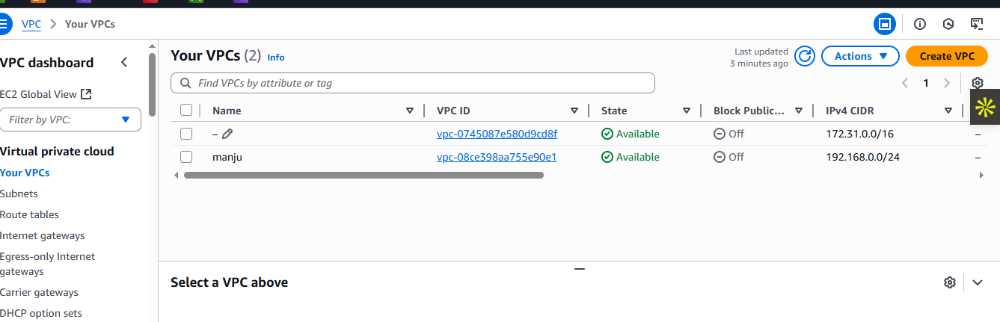 VPC > Your VPCs
VPC dashboard
EC2 Global View
Filter by VPC:
Virtual private cloud
Your VPCs
Subnets
Route tables
Internet gateways
Egress-only Internet
gateways
Carrier gateways
DHCP option sets
Your VPCs (2) Info
Last updated
3 minutes ago
Actions
Create VPC
Find VPCs by attribute or tag
1
Name VPC ID State Block Public... IPv4 CIDR
– vpc-0745087e580d9cd8f Available Off 172.31.0.0/16 –
manju vpc-08ce398aa755e90e1 Available Off 192.168.0.0/24 –
Select a VPC above